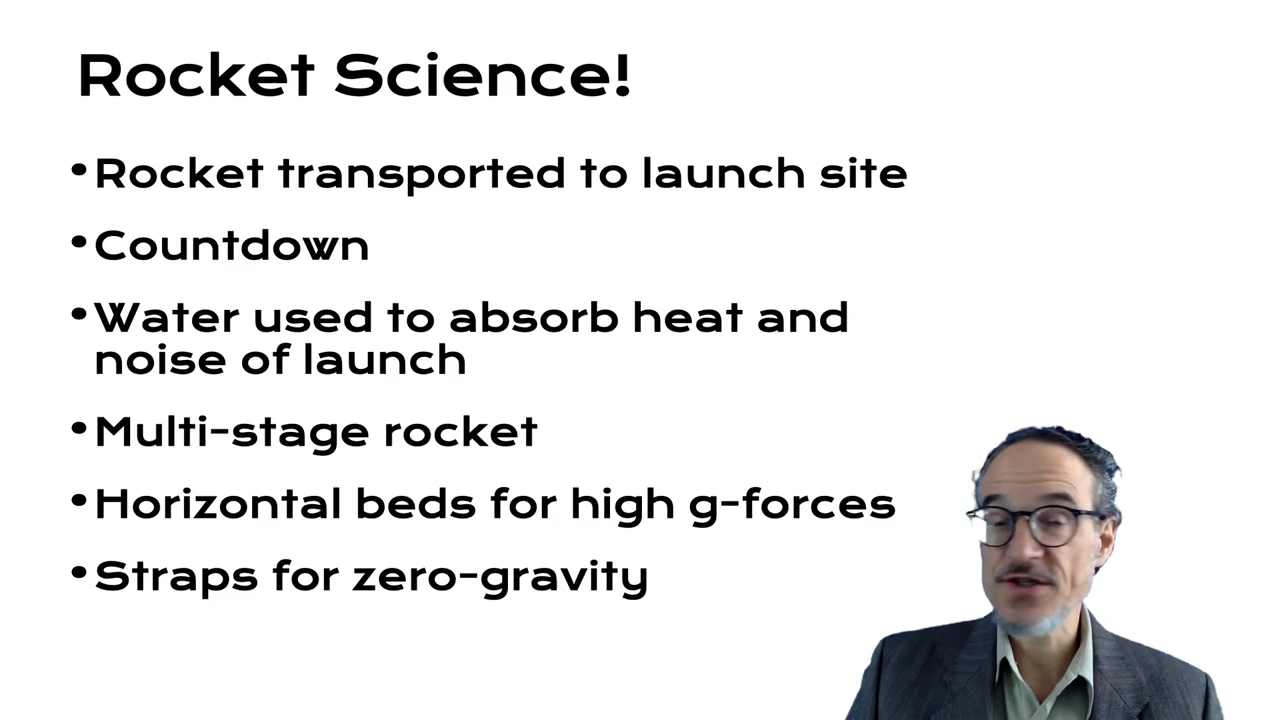 Rocket Science!
•Rocket transported to launch site
•Countdown
•Water used to absorb heat and
noise of launch
•Multi-stage rocket
•Horizontal beds for high g-forces
•Straps for zero-gravity